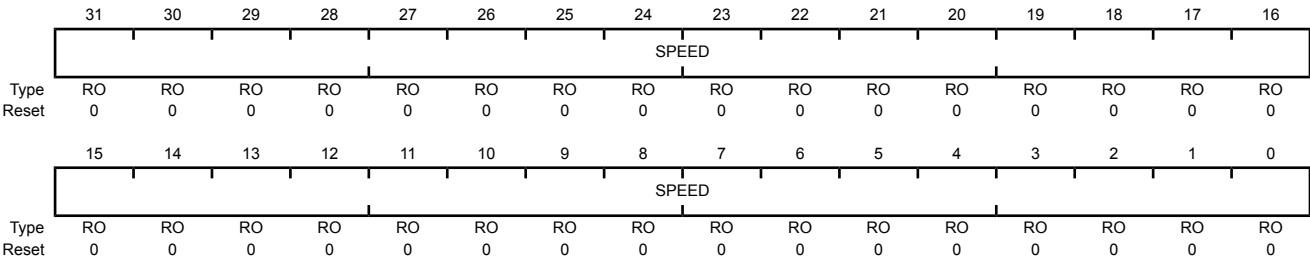 31 30 29 28 27 26 25 24 23 22 21 20 19 18 17 16
SPEED
Type RO RO RO RO RO RO RO RO RO RO RO RO RO RO RO RO
Reset 0 0 0 0 0 0 0 0 0 0 0 0 0 0 0 0
15 14 13 12 11 10 9 8 7 6 5 4 3 2 1 0
SPEED
Type RO RO RO RO RO RO RO RO RO RO RO RO RO RO RO RO
Reset 0 0 0 0 0 0 0 0 0 0 0 0 0 0 0 0